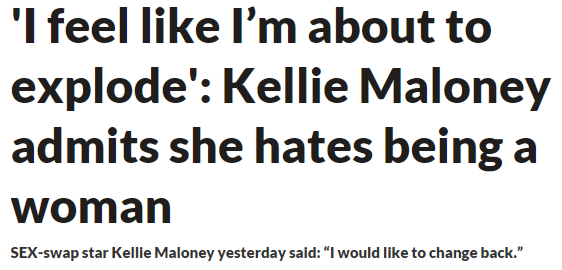 'I feel like I’m about to
explode': Kellie Maloney
admits she hates being a
woman
SEX-swap star Kellie Maloney yesterday said: “I would like to change back.”